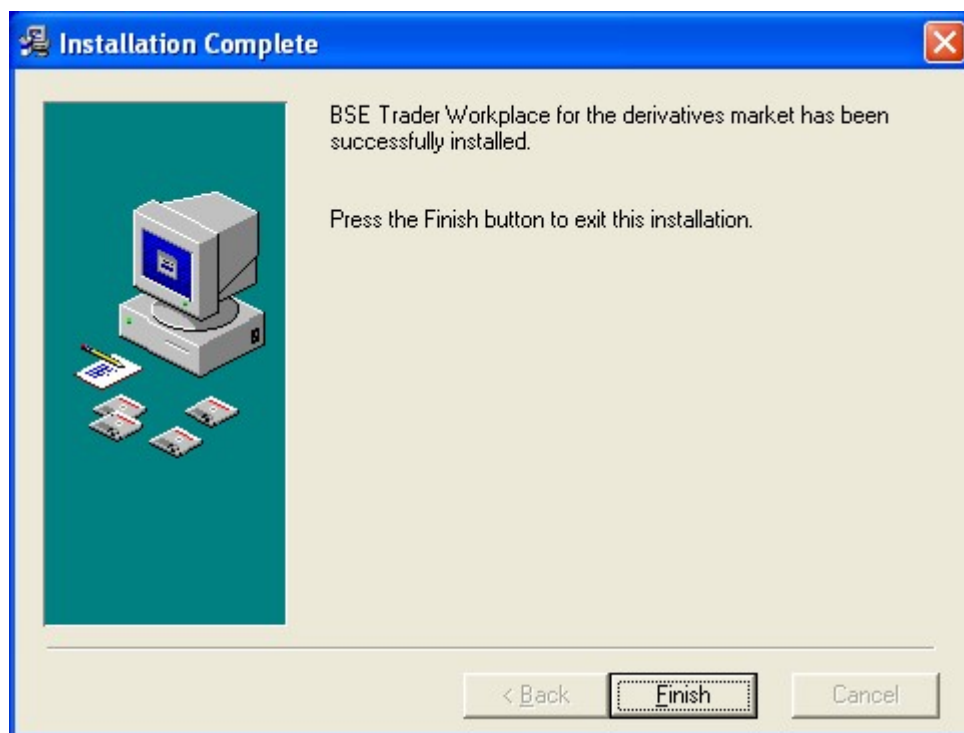 Installation Complete
BSE Trader Workplace for the derivatives market has been
successfully installed.
Press the Finish button to exit this installation.
< Back
Finish
Cancel